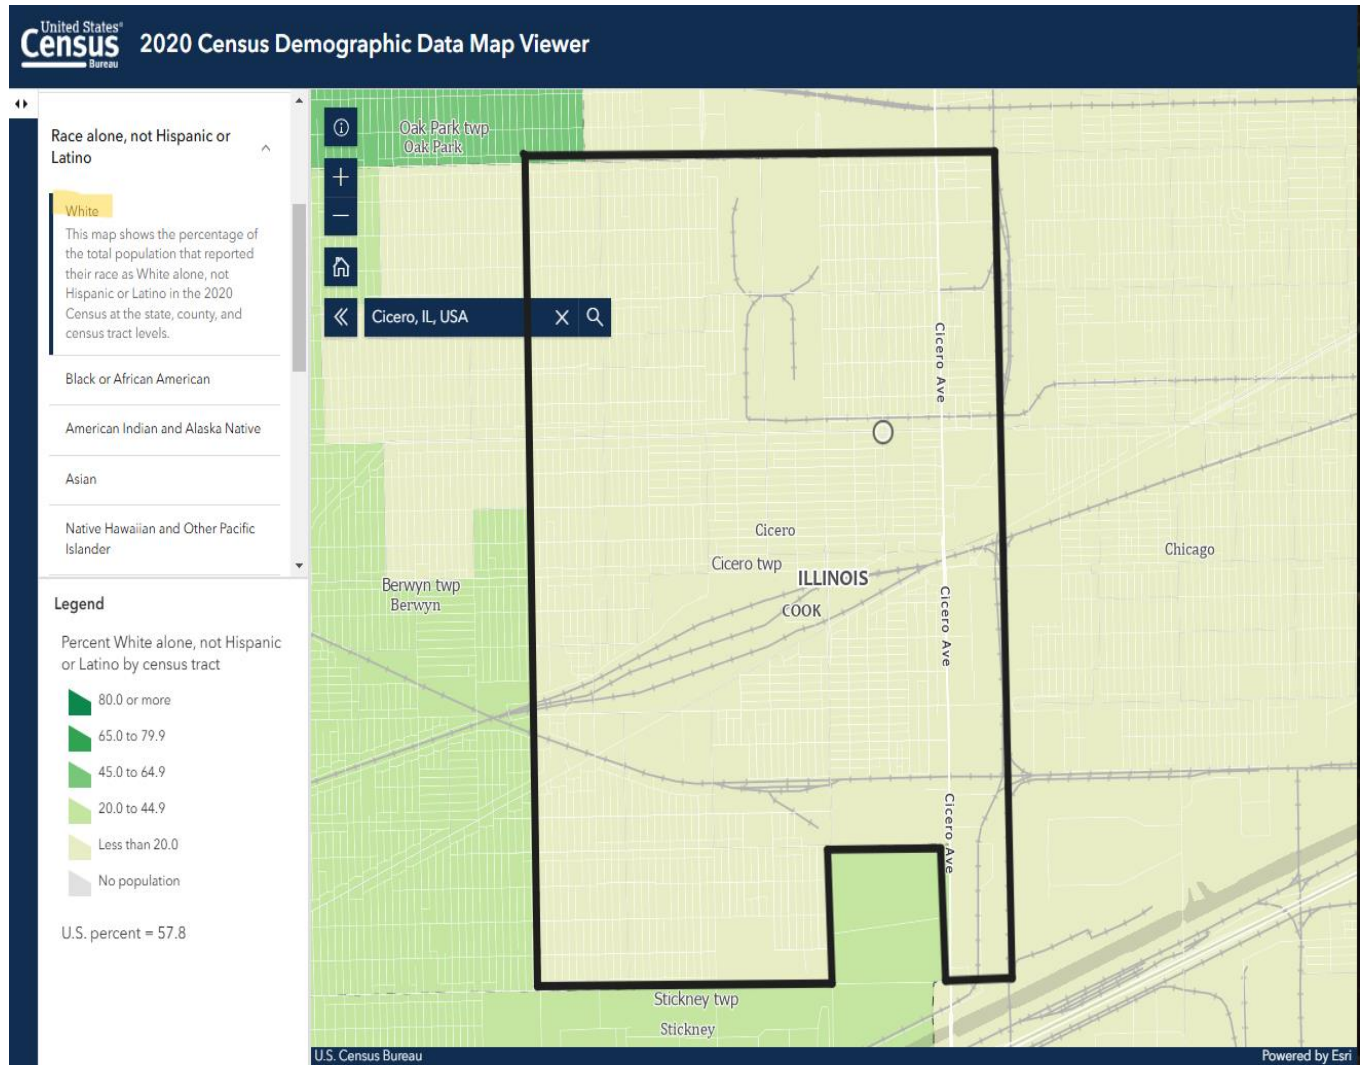 United States®
Census
Bureau
2020 Census Demographic Data Map Viewer
Race alone, not Hispanic or
Latino
White
This map shows the percentage of
the total population that reported
their race as White alone, not
Hispanic or Latino in the 2020
Census at the state, county, and
census tract levels.
Black or African American
American Indian and Alaska Native
Asian
Native Hawaiian and Other Pacific
Islander
Legend
Percent White alone, not Hispanic
or Latino by census tract
80.0 or more
65.0 to 79.9
45.0 to 64.9
20.0 to 44.9
Less than 20.0
No population
U.S. percent = 57.8
Oak Park twp
Oak Park
Cicero, IL, USA
Cicero Ave
Cicero
Cicero twp
ILLINOIS
COOK
Chicago
Berwyn twp
Berwyn
Cicero Ave
Cicero Ave
Stickney twp
Stickney
U.S. Census Bureau
Powered by Esri